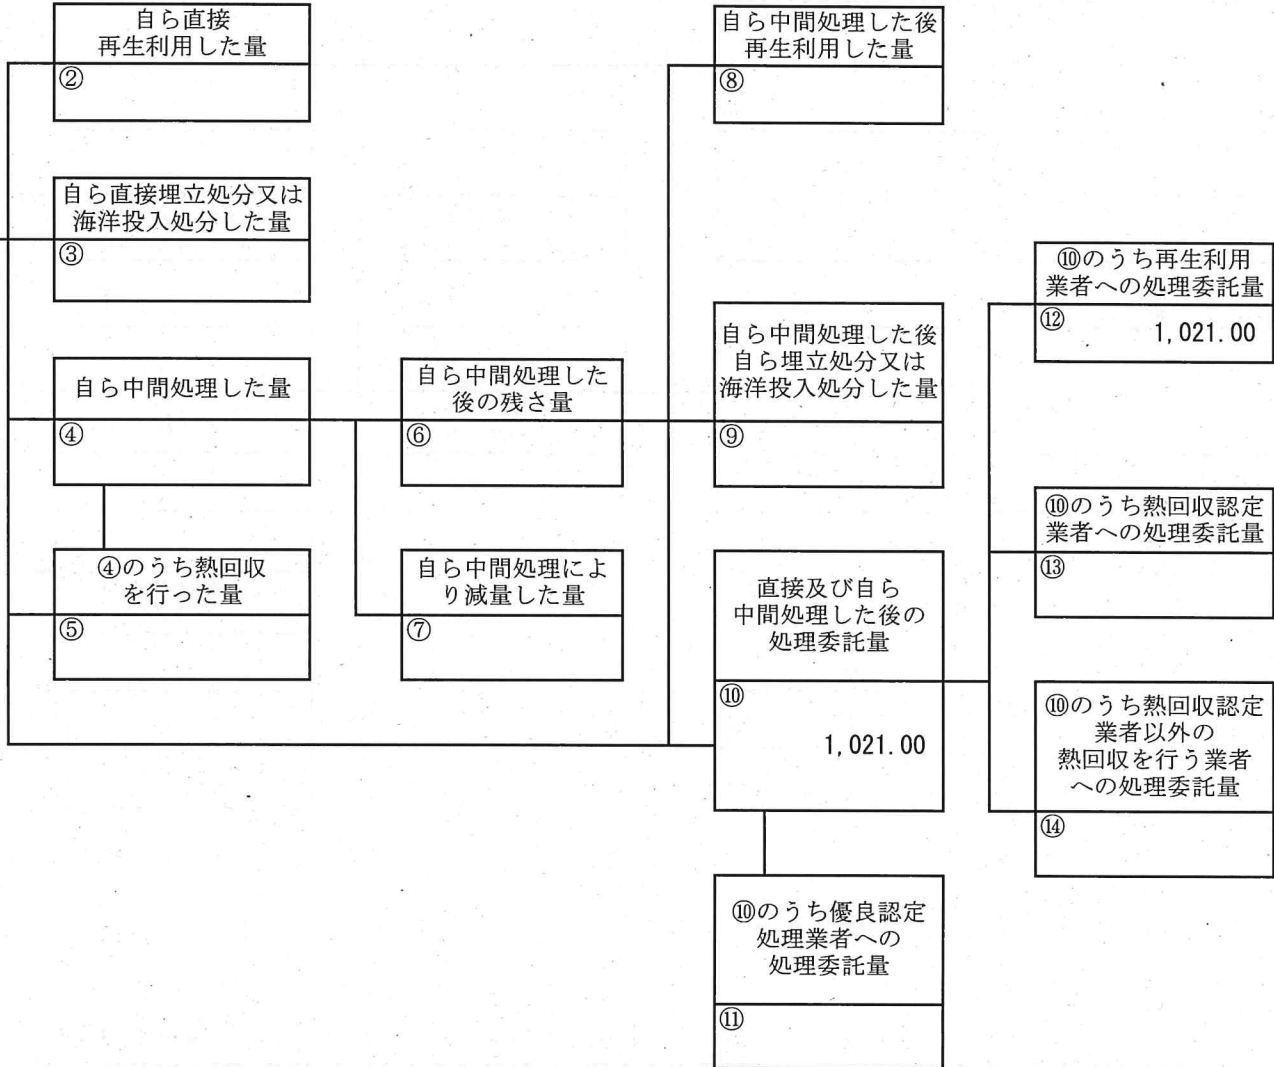 自ら直接
再生利用した量
②
自ら直接埋立処分又は
海洋投入処分した量
③
自ら中間処理した量
④
④のうち熱回収
を行った量
⑤
自ら中間処理した
後の残さ量
⑥
自ら中間処理によ
り減量した量
⑦
自ら中間処理した後
再生利用した量
⑧
自ら中間処理した後
自ら埋立処分又は
海洋投入処分した量
⑨
直接及び自ら
中間処理した後の
処理委託量
⑩
1,021.00
⑩のうち優良認定
処理業者への
処理委託量
⑪
⑩のうち再生利用
業者への処理委託量
⑫ 1,021.00
⑩のうち熱回収認定
業者への処理委託量
⑬
⑩のうち熱回収認定
業者以外の
熱回収を行う業者
への処理委託量
⑭